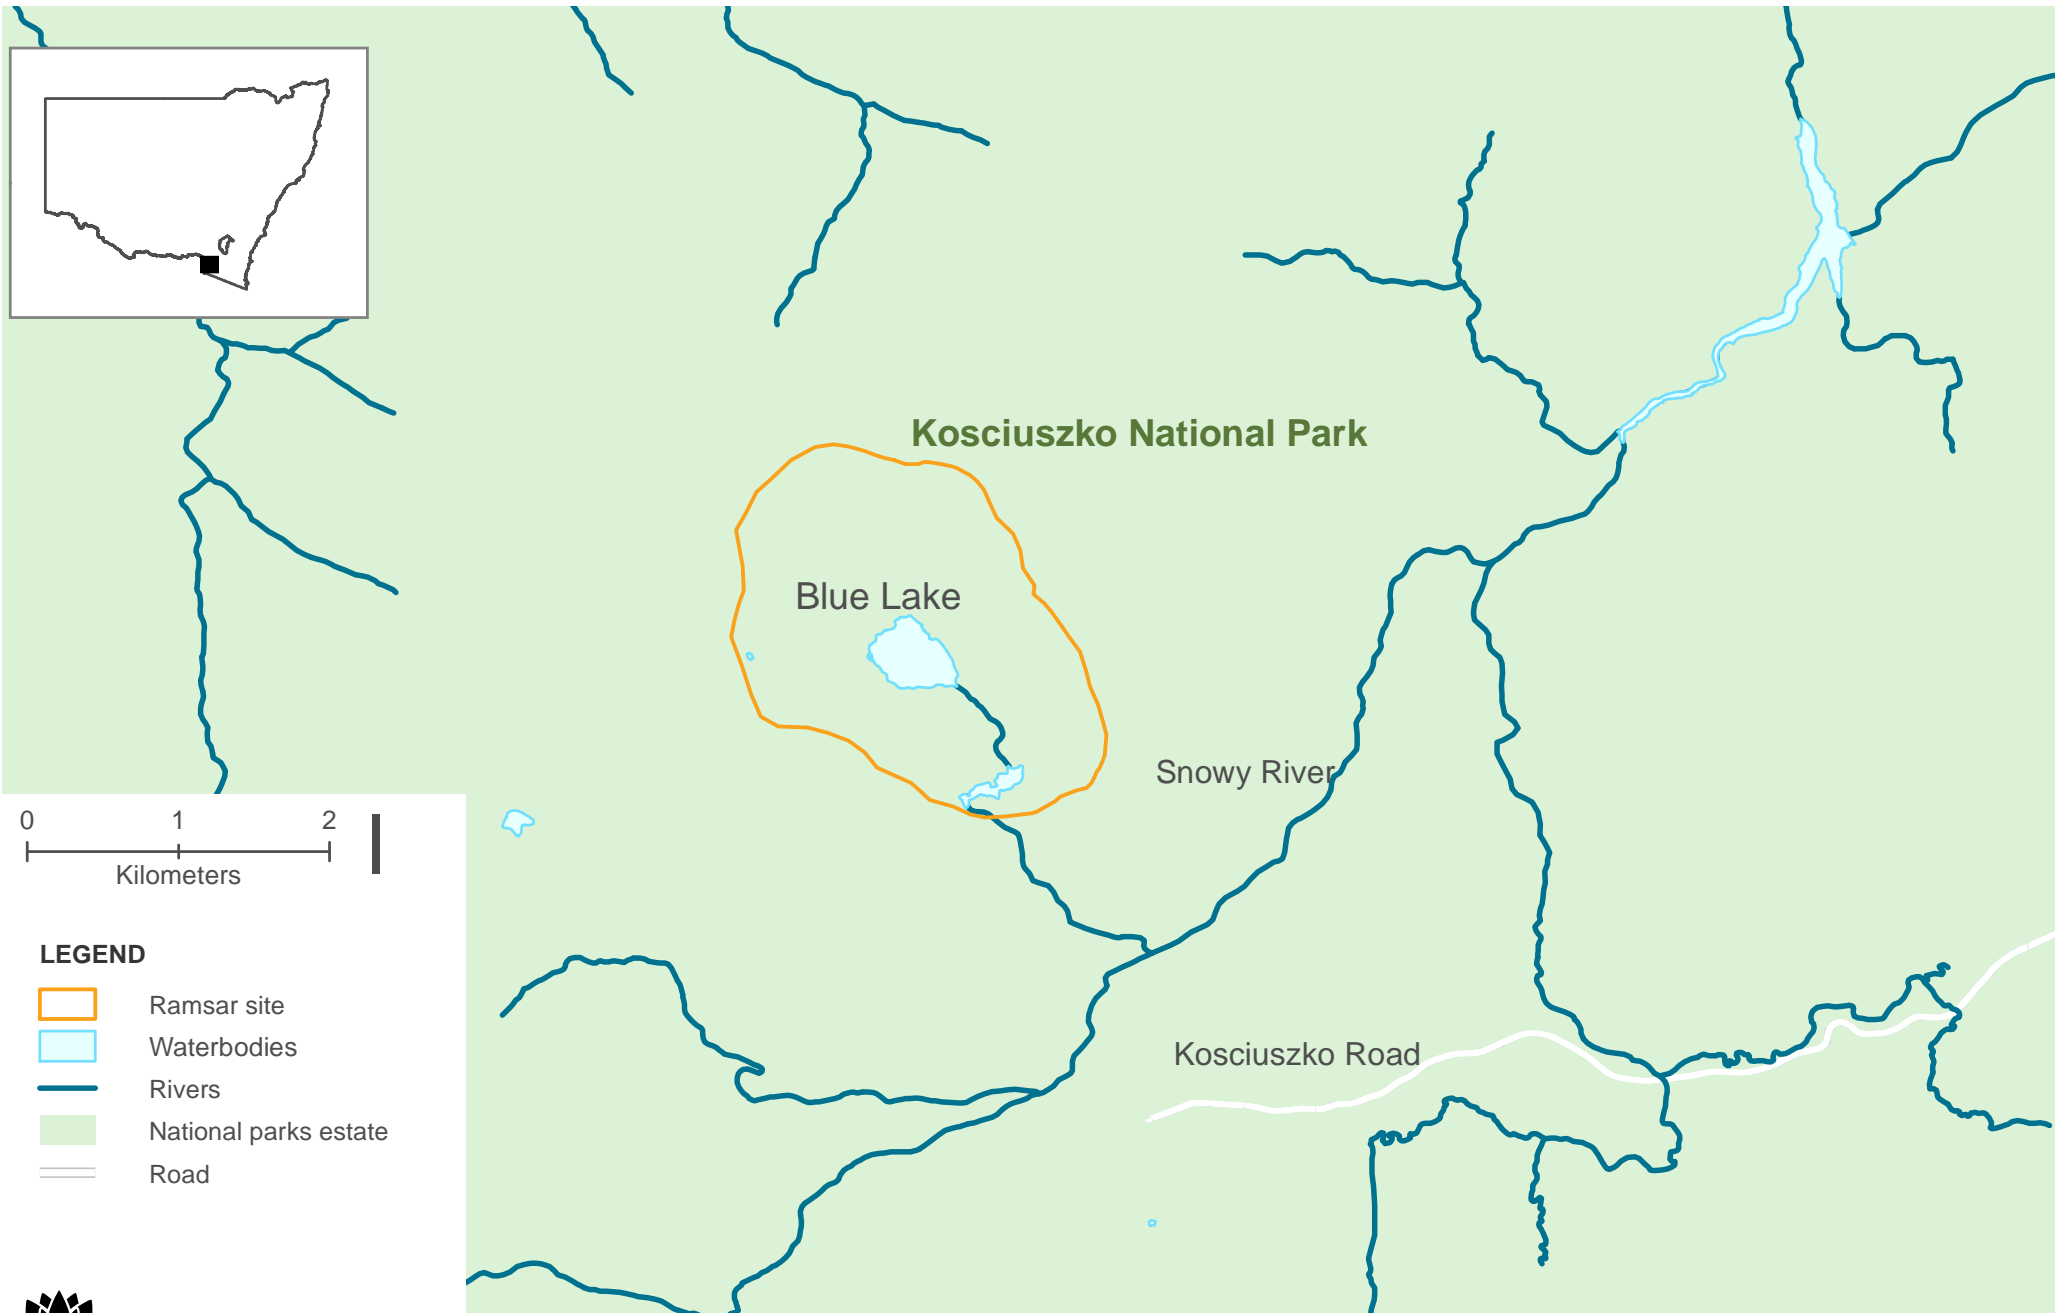 Kosciuszko National Park
Blue Lake
Snowy River
Kosciuszko Road
0 1 2
Kilometers
LEGEND
Ramsar site
Waterbodies
Rivers
National parks estate
Road